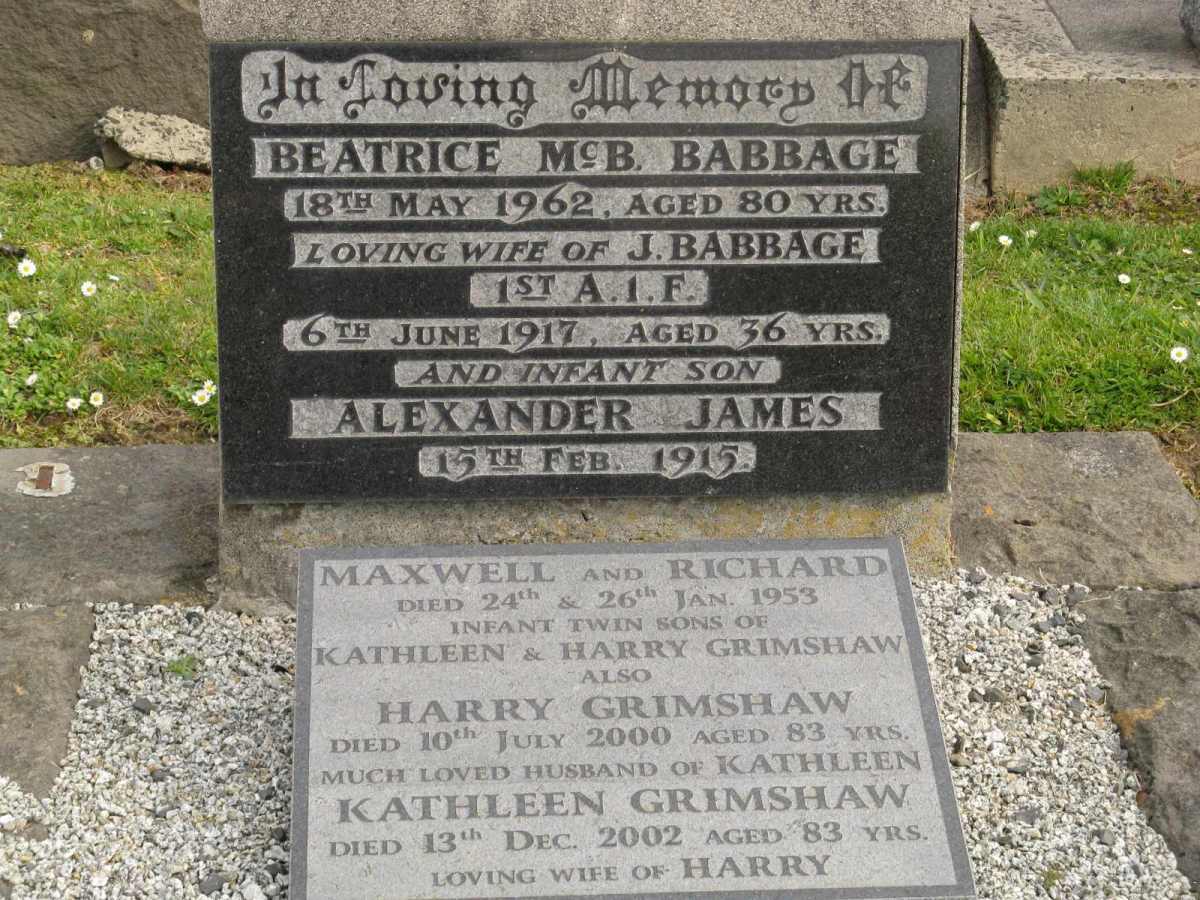 In Loving Memory Of
BEATRICE McB. BABBAGE
18TH MAY 1962, AGED 80 YRS.
LOVING WIFE OF J. BABBAGE
1ST A.I.F.
6TH JUNE 1917, AGED 36 YRS.
AND INFANT SON
ALEXANDER JAMES
15TH FEB. 1915.
MAXWELL AND RICHARD
DIED 24th & 26th JAN. 1953
INFANT TWIN SONS OF
KATHLEEN & HARRY GRIMSHAW
ALSO
HARRY GRIMSHAW
DIED 10th JULY 2000 AGED 83 YRS.
MUCH LOVED HUSBAND OF KATHLEEN
KATHLEEN GRIMSHAW
DIED 13th DEC. 2002 AGED 83 YRS.
LOVING WIFE OF HARRY